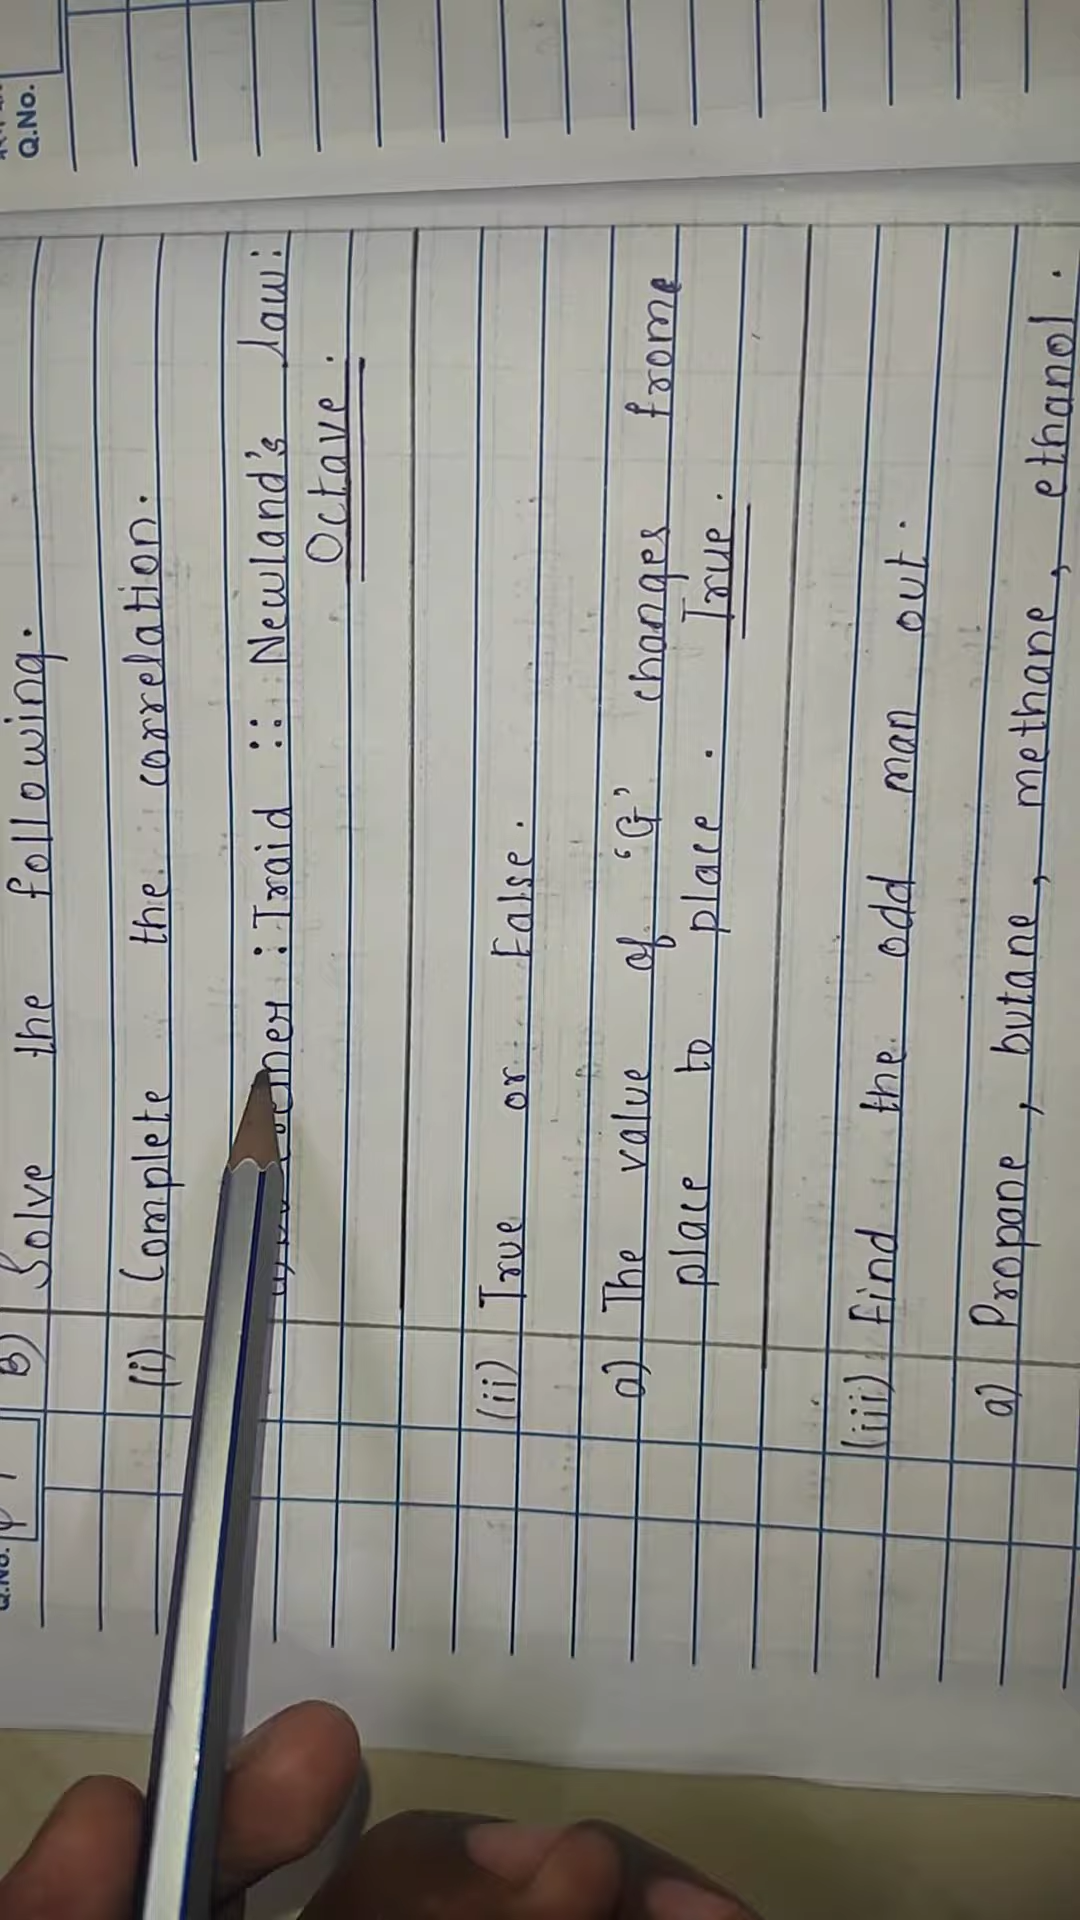 Q.No.
Q.No.
B) Solve the following.
(i) Complete the correlation.
: Traid :: Newland's law:
Octave.
(ii) True or False.
a) The value of 'G' changes frome
place to place. True.
(iii) find the odd man out.
a) Propane, butane, methane, ethanol.